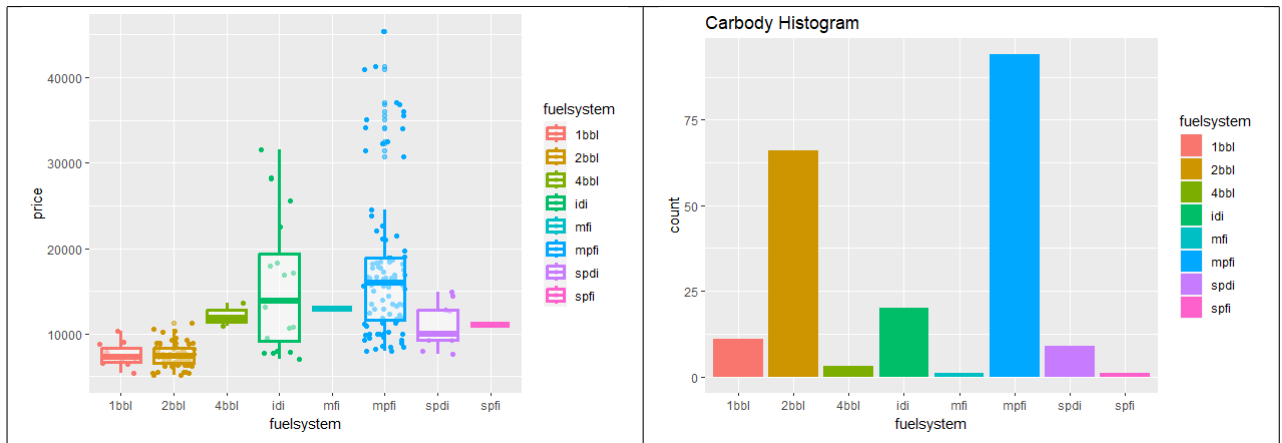 40000
30000
20000
10000
price
1bbl 2bbl 4bbl idi mfi mpfi spdi spfi
fuelsystem
fuelsystem
1bbl
2bbl
4bbl
idi
mfi
mpfi
spdi
spfi
Carbody Histogram
75
50
25
0
count
1bbl 2bbl 4bbl idi mfi mpfi spdi spfi
fuelsystem
fuelsystem
1bbl
2bbl
4bbl
idi
mfi
mpfi
spdi
spfi